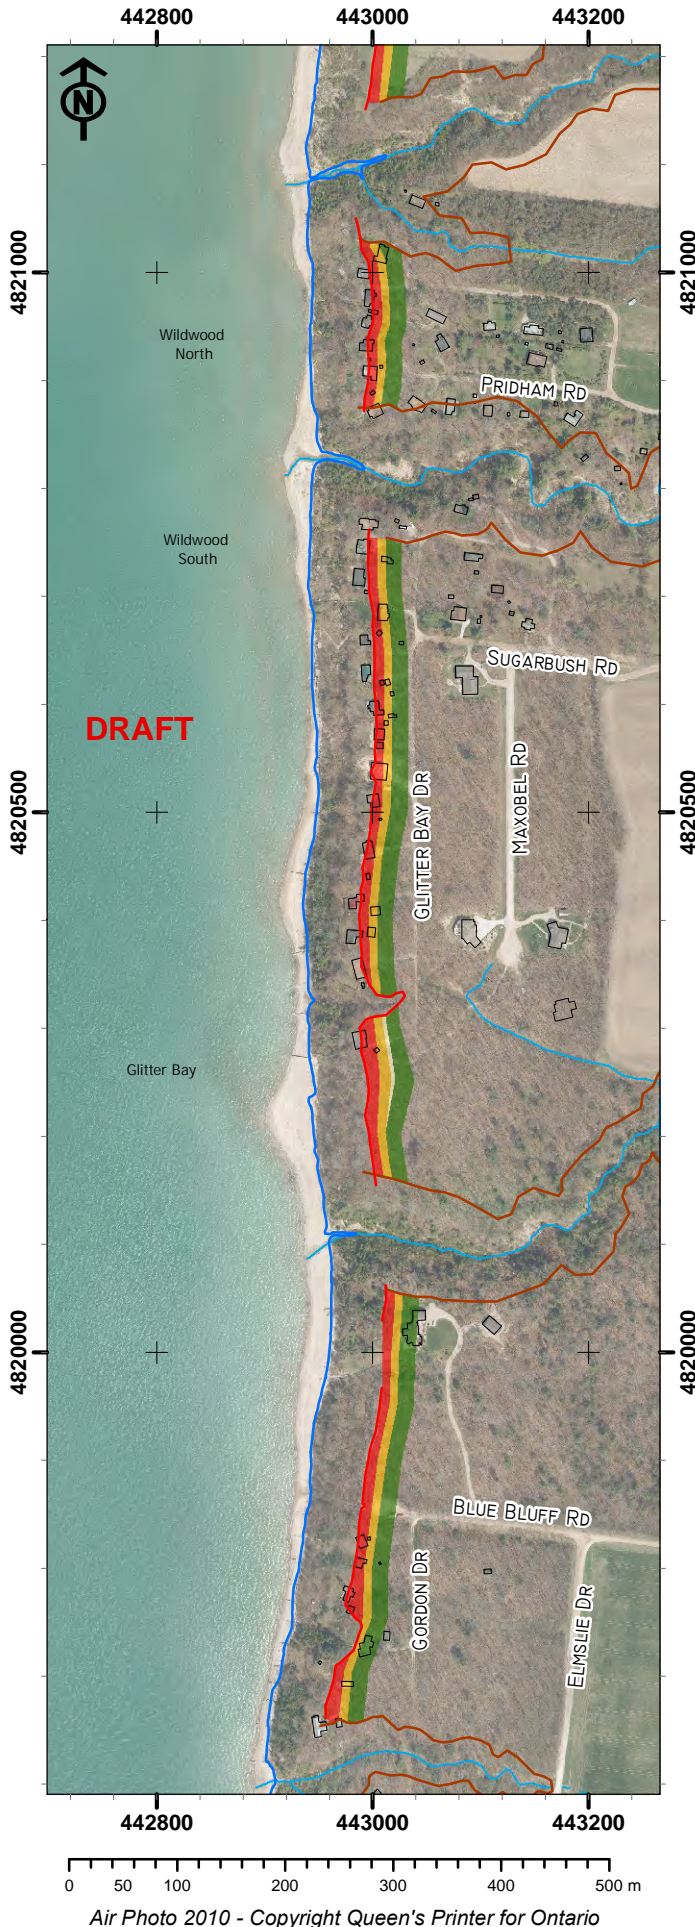 442800 443000 443200
N
4821000 4821000
Wildwood
North
PRIDHAM RD
Wildwood
South
SUGARBUSH RD
DRAFT
MAXOBEL RD
GLITTER BAY DR
4820500 4820500
Glitter Bay
4820000 4820000
BLUE BLUFF RD
GORDON DR
ELMSLIE DR
442800 443000 443200
0 50 100 200 300 400 500 m
Air Photo 2010 - Copyright Queen's Printer for Ontario